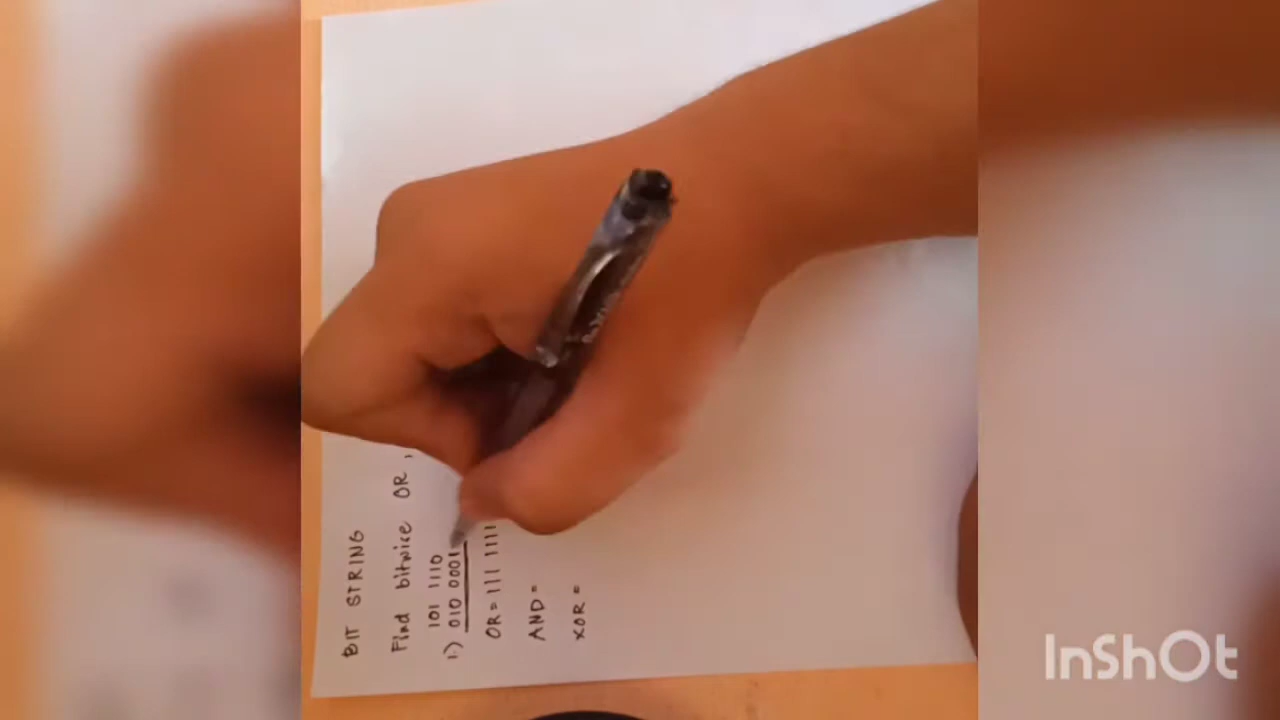 BIT STRING
Find bitwise OR,
101 1110
1.) 010 0001
OR = 111 1111
AND =
XOR =
InShOt